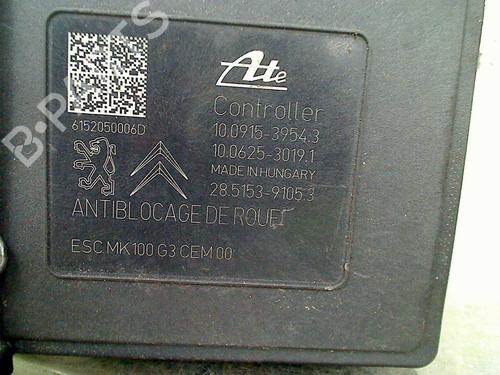 Ate
Controller
6152050006D
10.0915-3954.3
10.0625-3019.1
MADE IN HUNGARY
28.5153-9105.3
ANTIBLOCAGE DE ROUET
ESC MK100 G3 CEM 00
B-PARTS